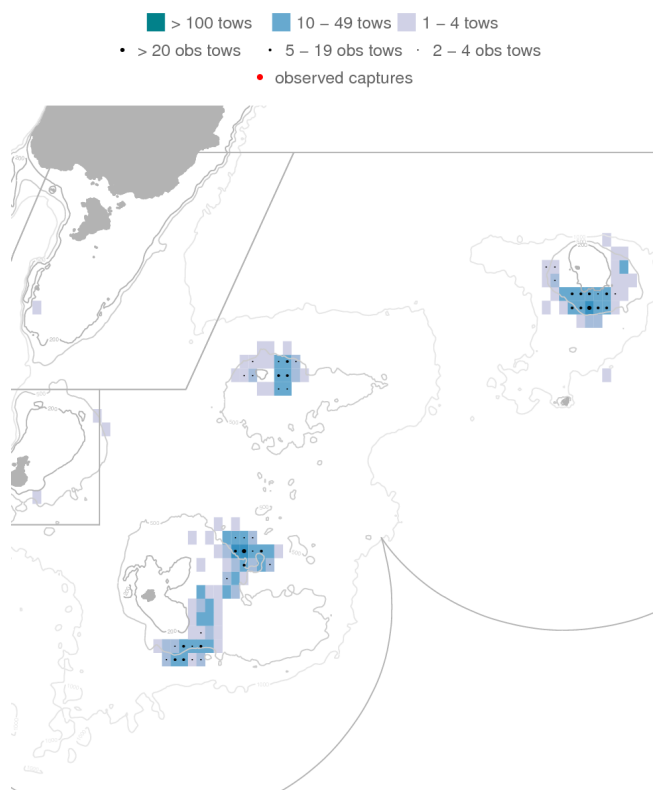 > 100 tows 10 − 49 tows 1 − 4 tows
> 20 obs tows 5 − 19 obs tows 2 − 4 obs tows
observed captures